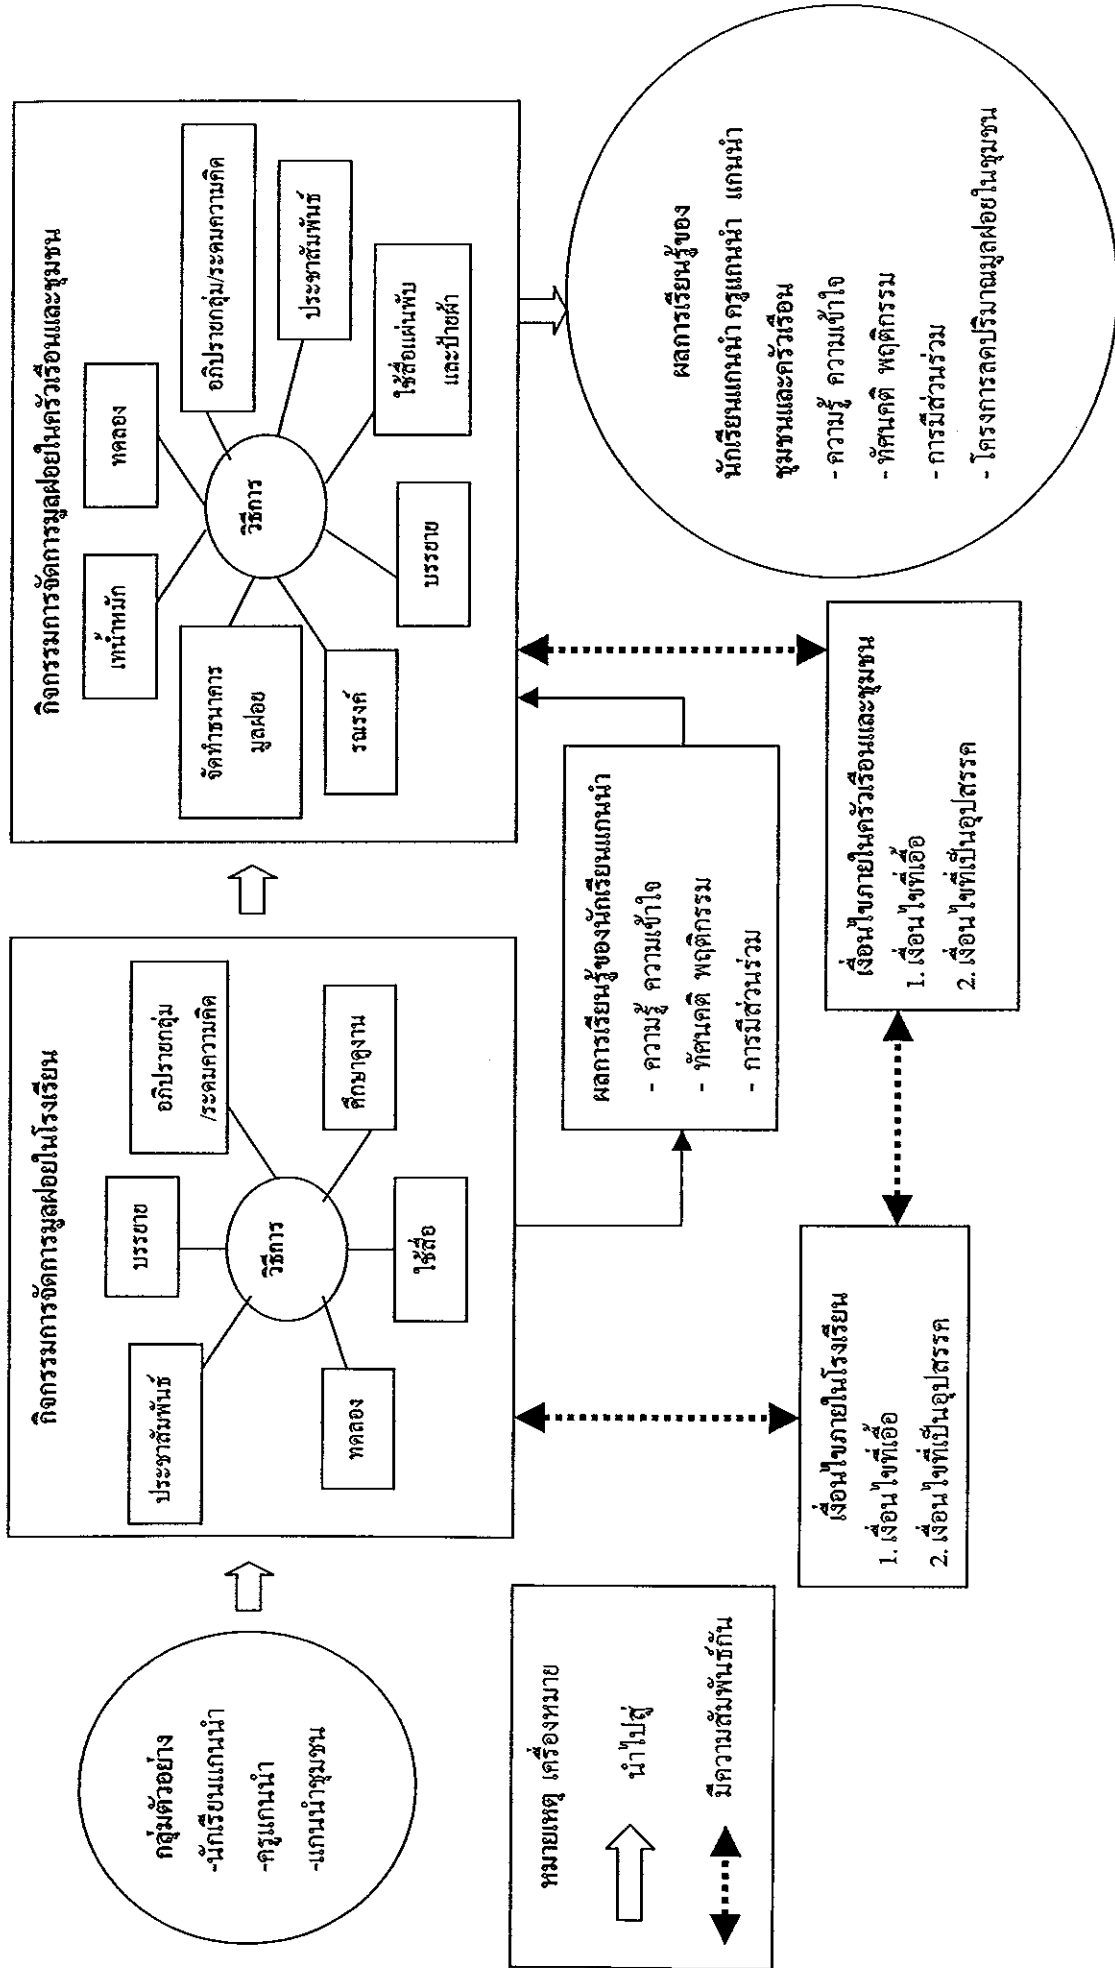 กลุ่มตัวอย่าง
-นักเรียนแกนนำ
-ครูแกนนำ
-แกนนำชุมชน
กิจกรรมการจัดการมูลฝอยในโรงเรียน
ประชาสัมพันธ์
บรรยาย
อภิปรายกลุ่ม
/ระดมความคิด
วิธีการ
ทดลอง
ใช้สื่อ
ศึกษาดูงาน
กิจกรรมการจัดการมูลฝอยในครัวเรือนและชุมชน
เทน้ำหมัก
ทดลอง
อภิปรายกลุ่ม/ระดมความคิด
จัดทำธนาคาร
มูลฝอย
วิธีการ
ประชาสัมพันธ์
รณรงค์
บรรยาย
ใช้สื่อแผ่นพับ
และป้ายผ้า
หมายเหตุ เครื่องหมาย
นำไปสู่
มีความสัมพันธ์กัน
ผลการเรียนรู้ของนักเรียนแกนนำ
- ความรู้ ความเข้าใจ
- ทัศนคติ พฤติกรรม
- การมีส่วนร่วม
ผลการเรียนรู้ของ
นักเรียนแกนนำ ครูแกนนำ แกนนำ
ชุมชนและครัวเรือน
- ความรู้ ความเข้าใจ
- ทัศนคติ พฤติกรรม
- การมีส่วนร่วม
- โครงการลดปริมาณมูลฝอยในชุมชน
เงื่อนไขภายในโรงเรียน
1. เงื่อนไขที่เอื้อ
2. เงื่อนไขที่เป็นอุปสรรค
เงื่อนไขภายในครัวเรือนและชุมชน
1. เงื่อนไขที่เอื้อ
2. เงื่อนไขที่เป็นอุปสรรค